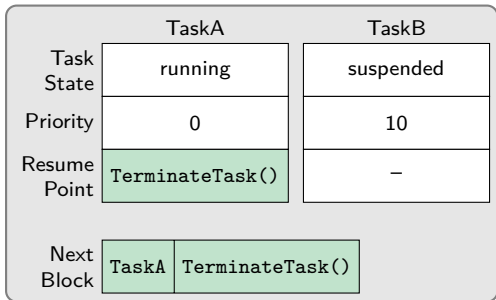 TaskA TaskB
Task State running suspended
Priority 0 10
Resume Point TerminateTask() –
Next Block TaskA TerminateTask()